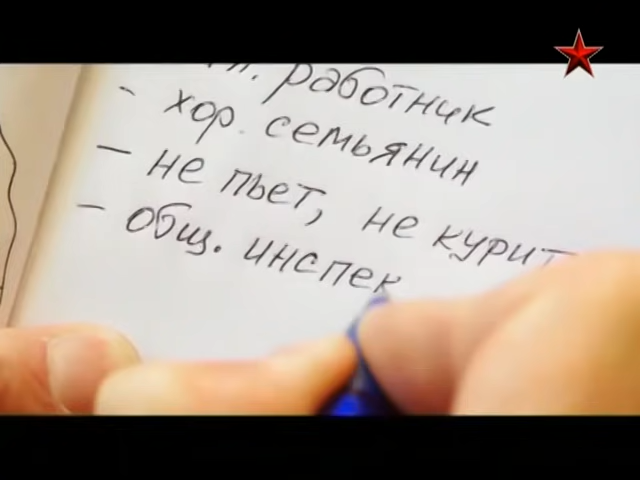 работник
- хор. семьянин
- не пьет, не курит
- общ. инспек